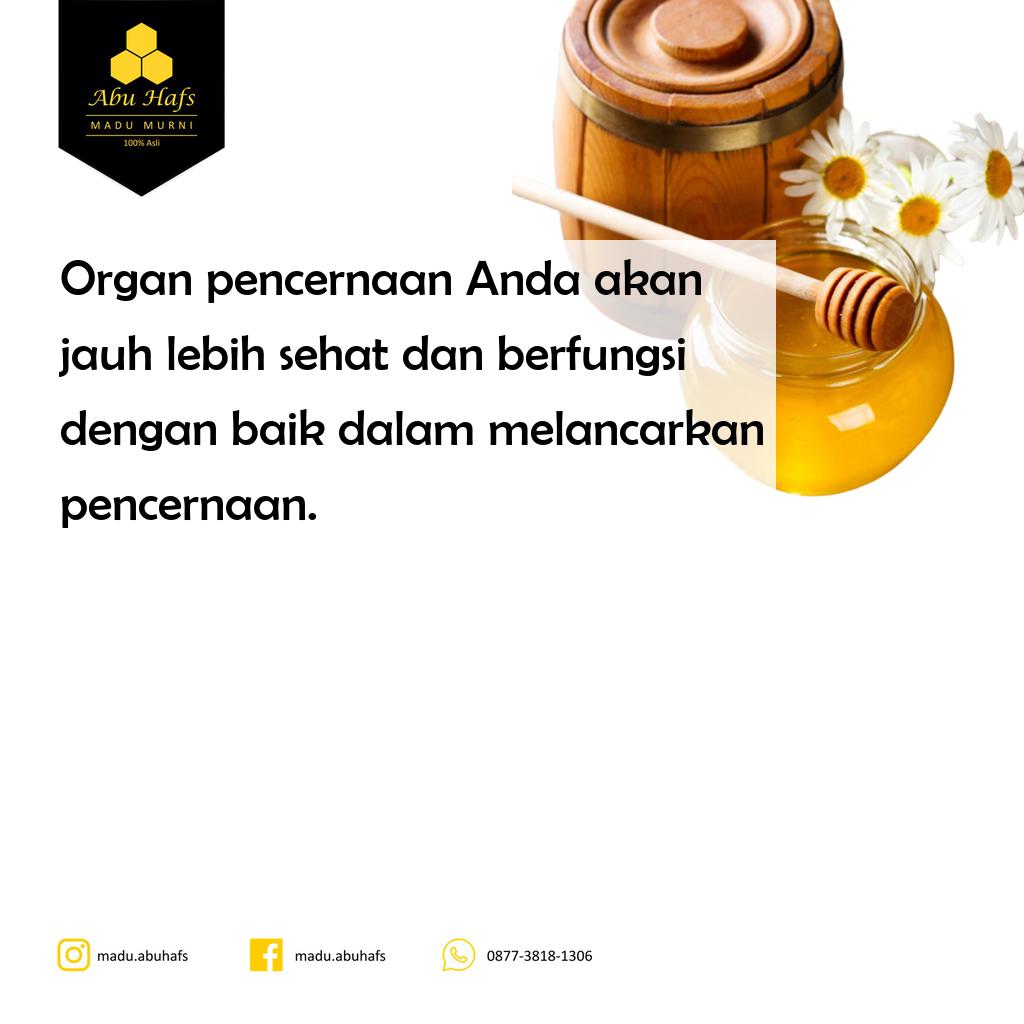 Abu Hafs
MADU MURNI
100% Asli
Organ pencernaan Anda akan
jauh lebih sehat dan berfungsi
dengan baik dalam melancarkan
pencernaan.
madu.abuhafs
madu.abuhafs
0877-3818-1306